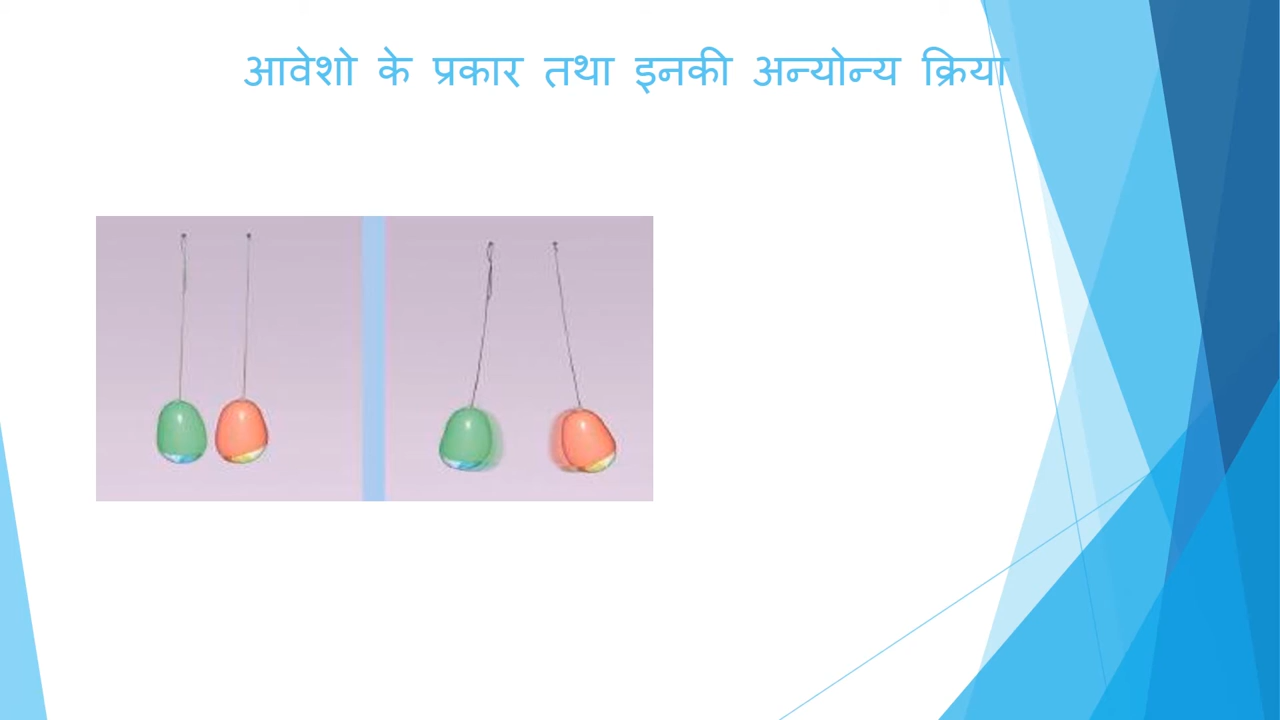 आवेशो के प्रकार तथा इनकी अन्योन्य क्रिया